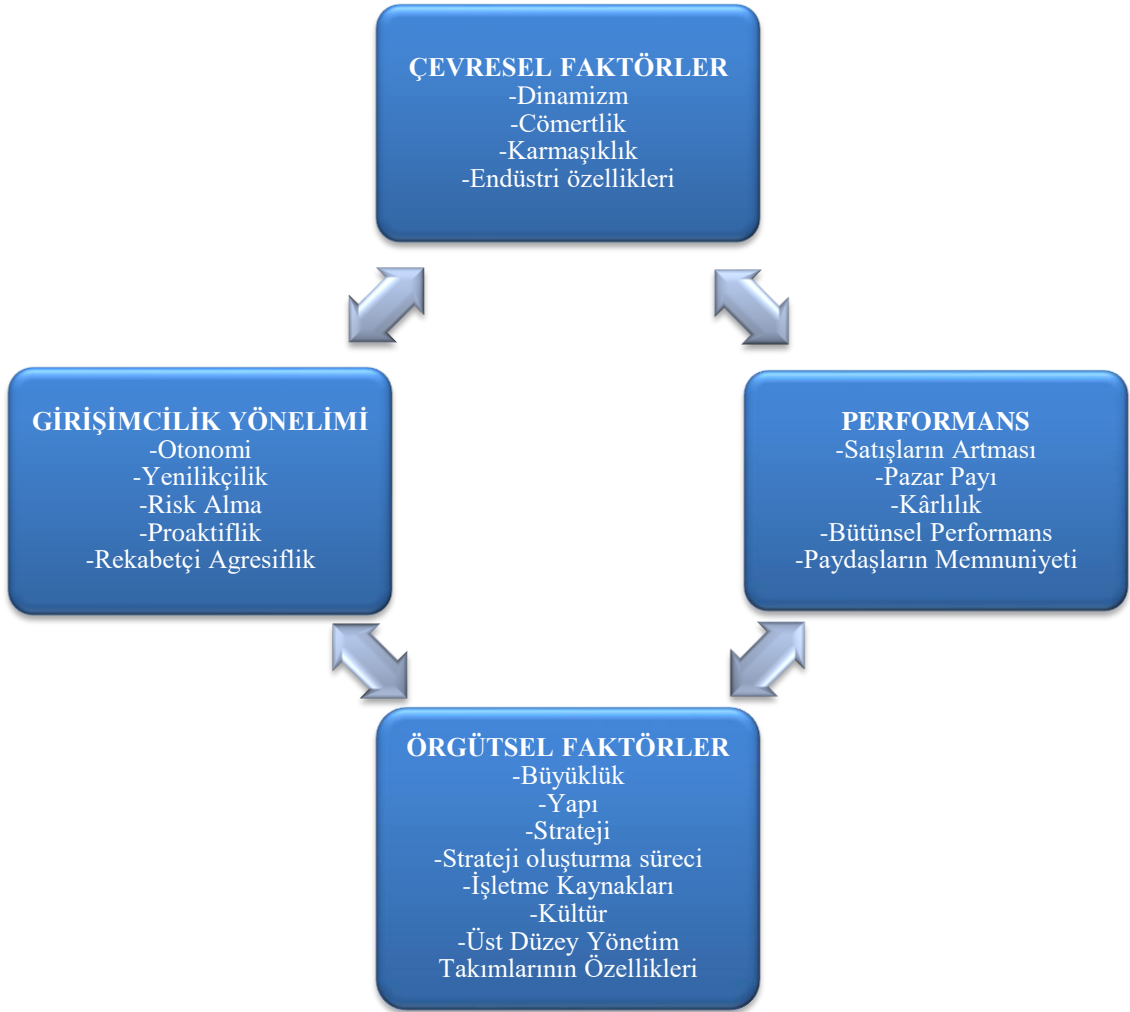 ÇEVRESEL FAKTÖRLER
-Dinamizm
-Cömertlik
-Karmaşıklık
-Endüstri özellikleri
GİRİŞİMCİLİK YÖNELİMİ
-Otonomi
-Yenilikçilik
-Risk Alma
-Proaktiflik
-Rekabetçi Agresiflik
PERFORMANS
-Satışların Artması
-Pazar Payı
-Kârlılık
-Bütünsel Performans
-Paydaşların Memnuniyeti
ÖRGÜTSEL FAKTÖRLER
-Büyüklük
-Yapı
-Strateji
-Strateji oluşturma süreci
-İşletme Kaynakları
-Kültür
-Üst Düzey Yönetim
Takımlarının Özellikleri